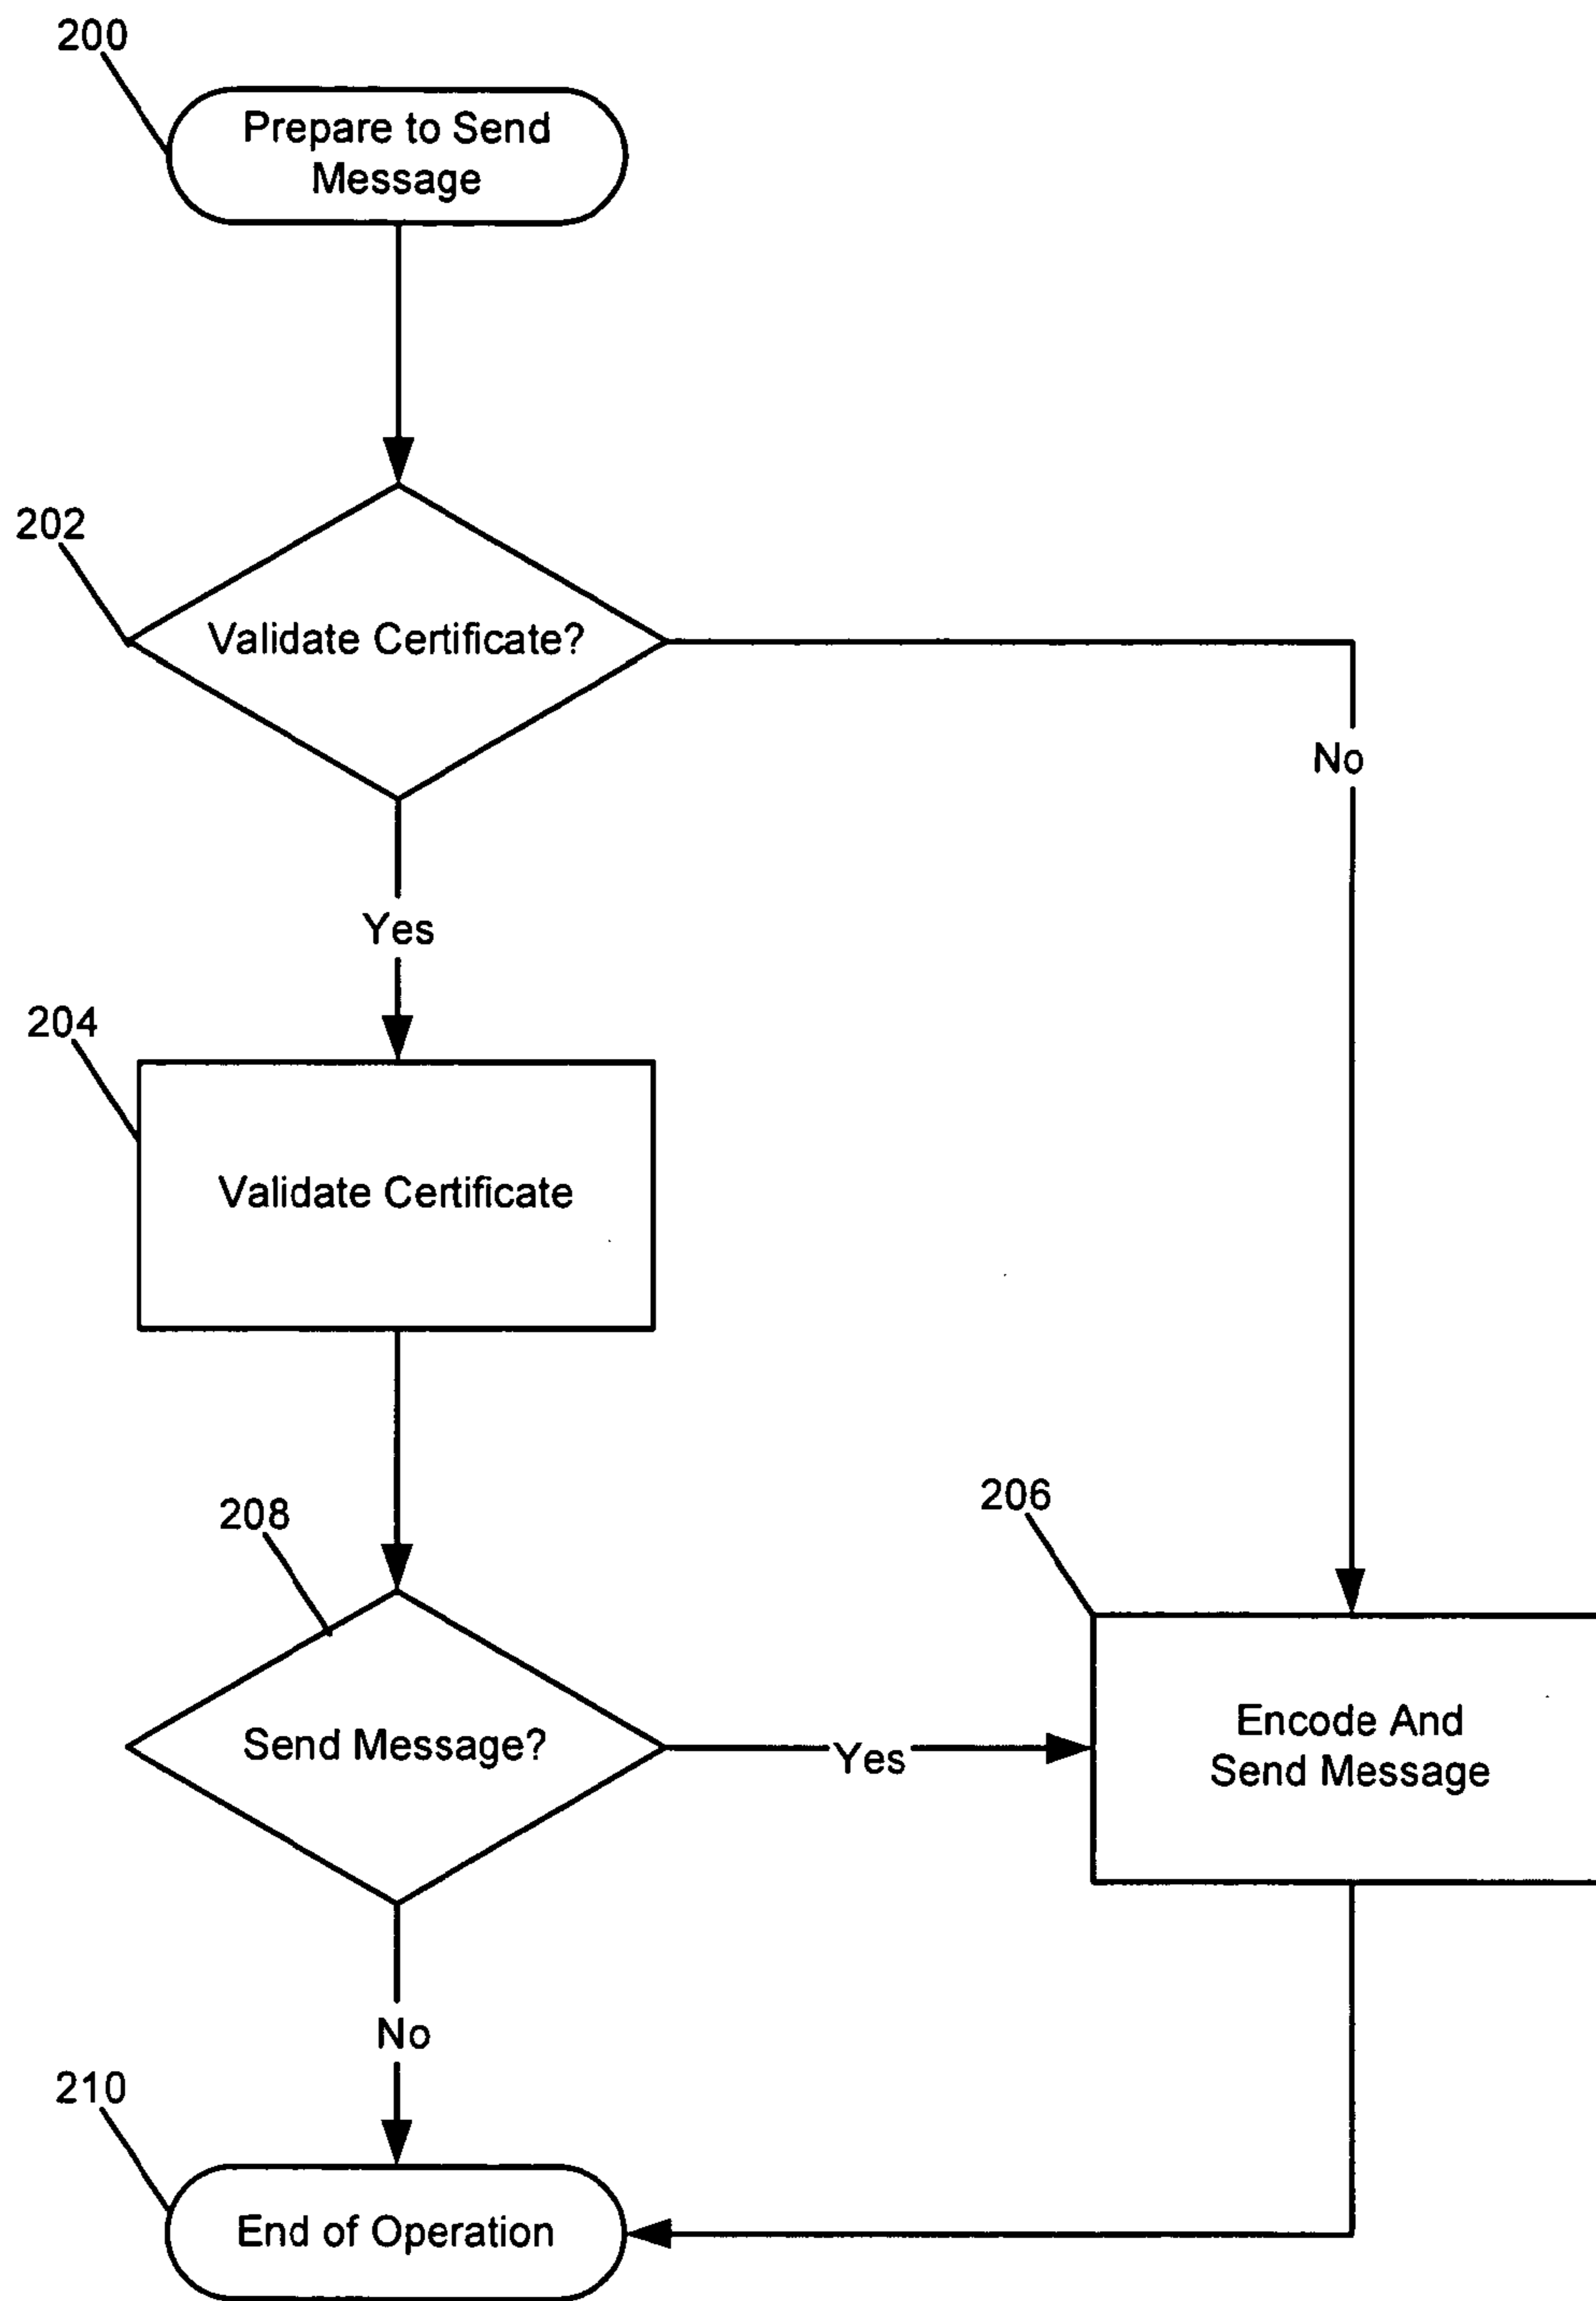 200
Prepare to Send
Message
202
Validate Certificate?
No
Yes
204
Validate Certificate
208
206
Send Message?
Yes
Encode And
Send Message
No
210
End of Operation